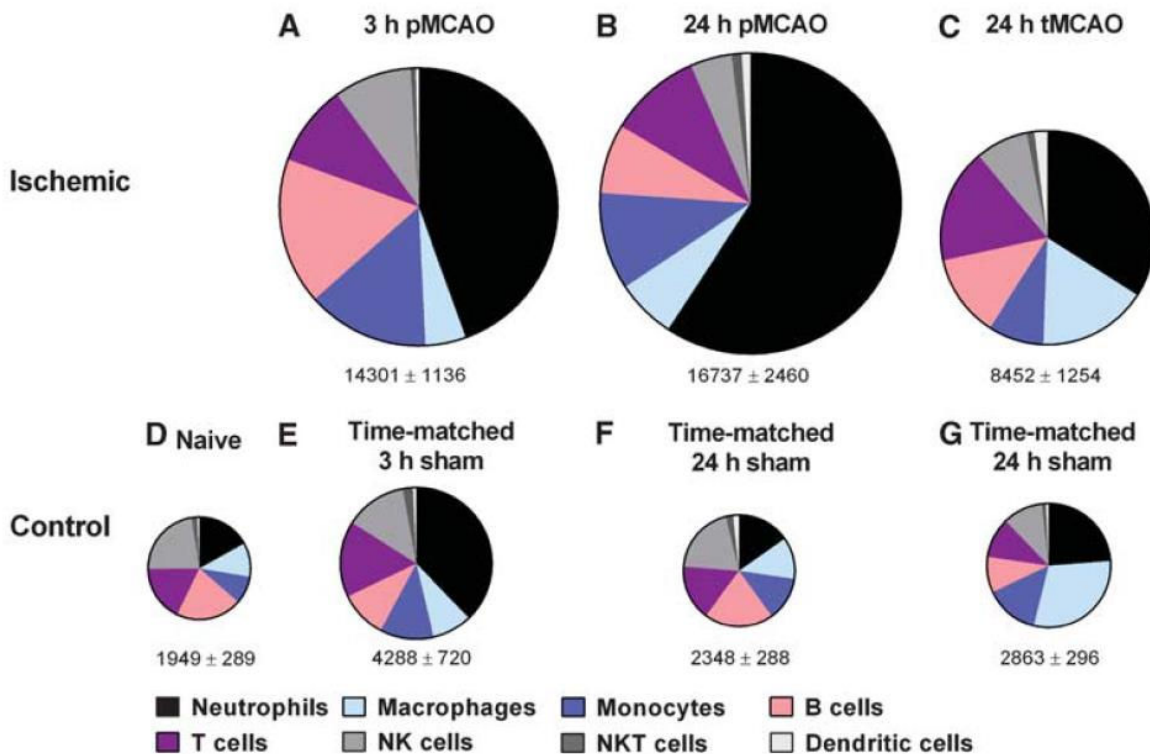 A 3 h pMCAO
B 24 h pMCAO
C 24 h tMCAO
Ischemic
14301 ± 1136
16737 ± 2460
8452 ± 1254
D Naive
E Time-matched
3 h sham
F Time-matched
24 h sham
G Time-matched
24 h sham
Control
1949 ± 289
4288 ± 720
2348 ± 288
2863 ± 296
Neutrophils
Macrophages
Monocytes
B cells
T cells
NK cells
NKT cells
Dendritic cells